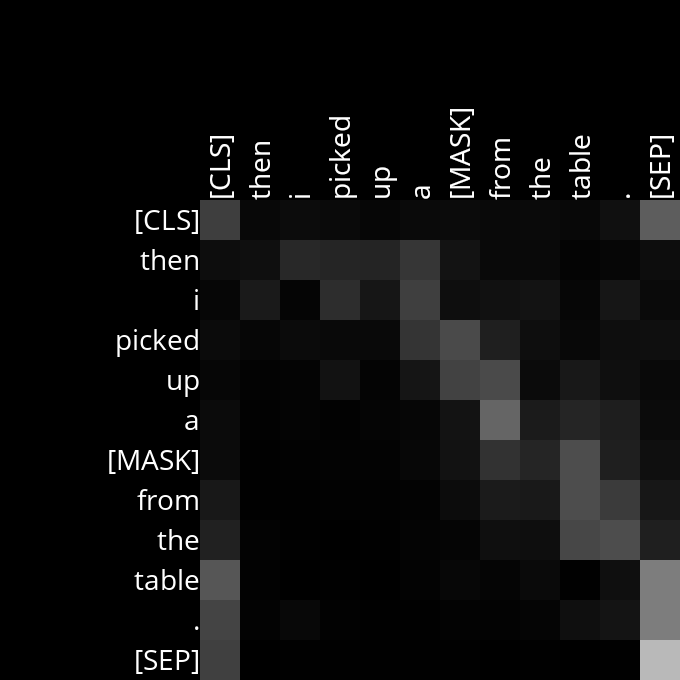 [CLS] then i picked up a [MASK] from the table . [SEP]
[CLS]
then
i
picked
up
a
[MASK]
from
the
table
.
[SEP]